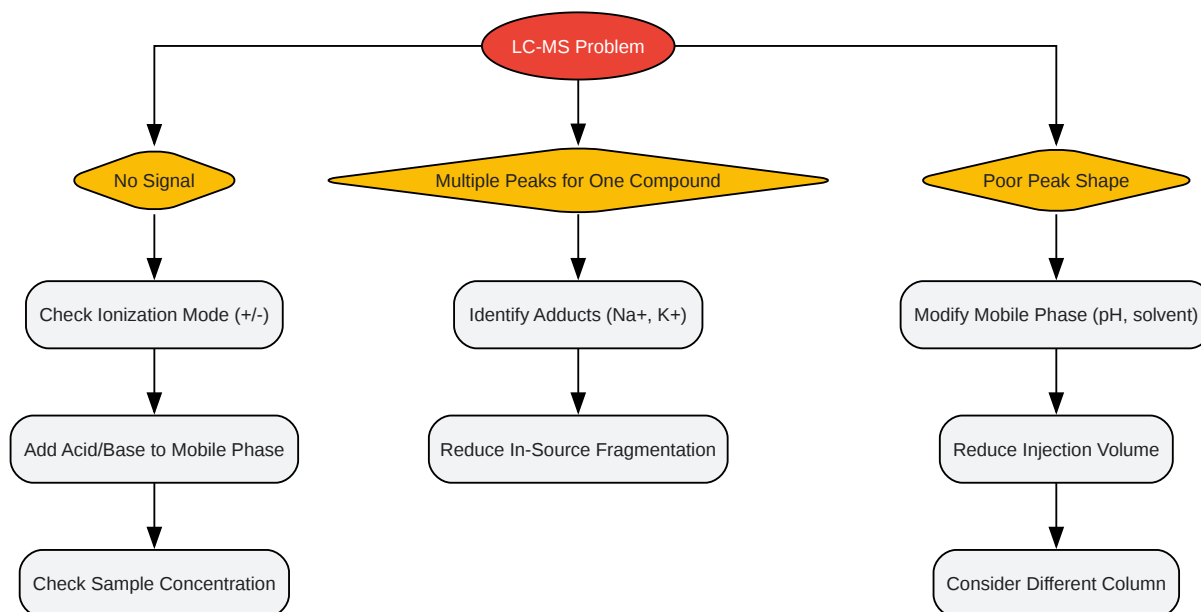 LC-MS Problem
No Signal
Multiple Peaks for One Compound
Poor Peak Shape
Check Ionization Mode (+/-)
Identify Adducts (Na+, K+)
Modify Mobile Phase (pH, solvent)
Add Acid/Base to Mobile Phase
Reduce In-Source Fragmentation
Reduce Injection Volume
Check Sample Concentration
Consider Different Column